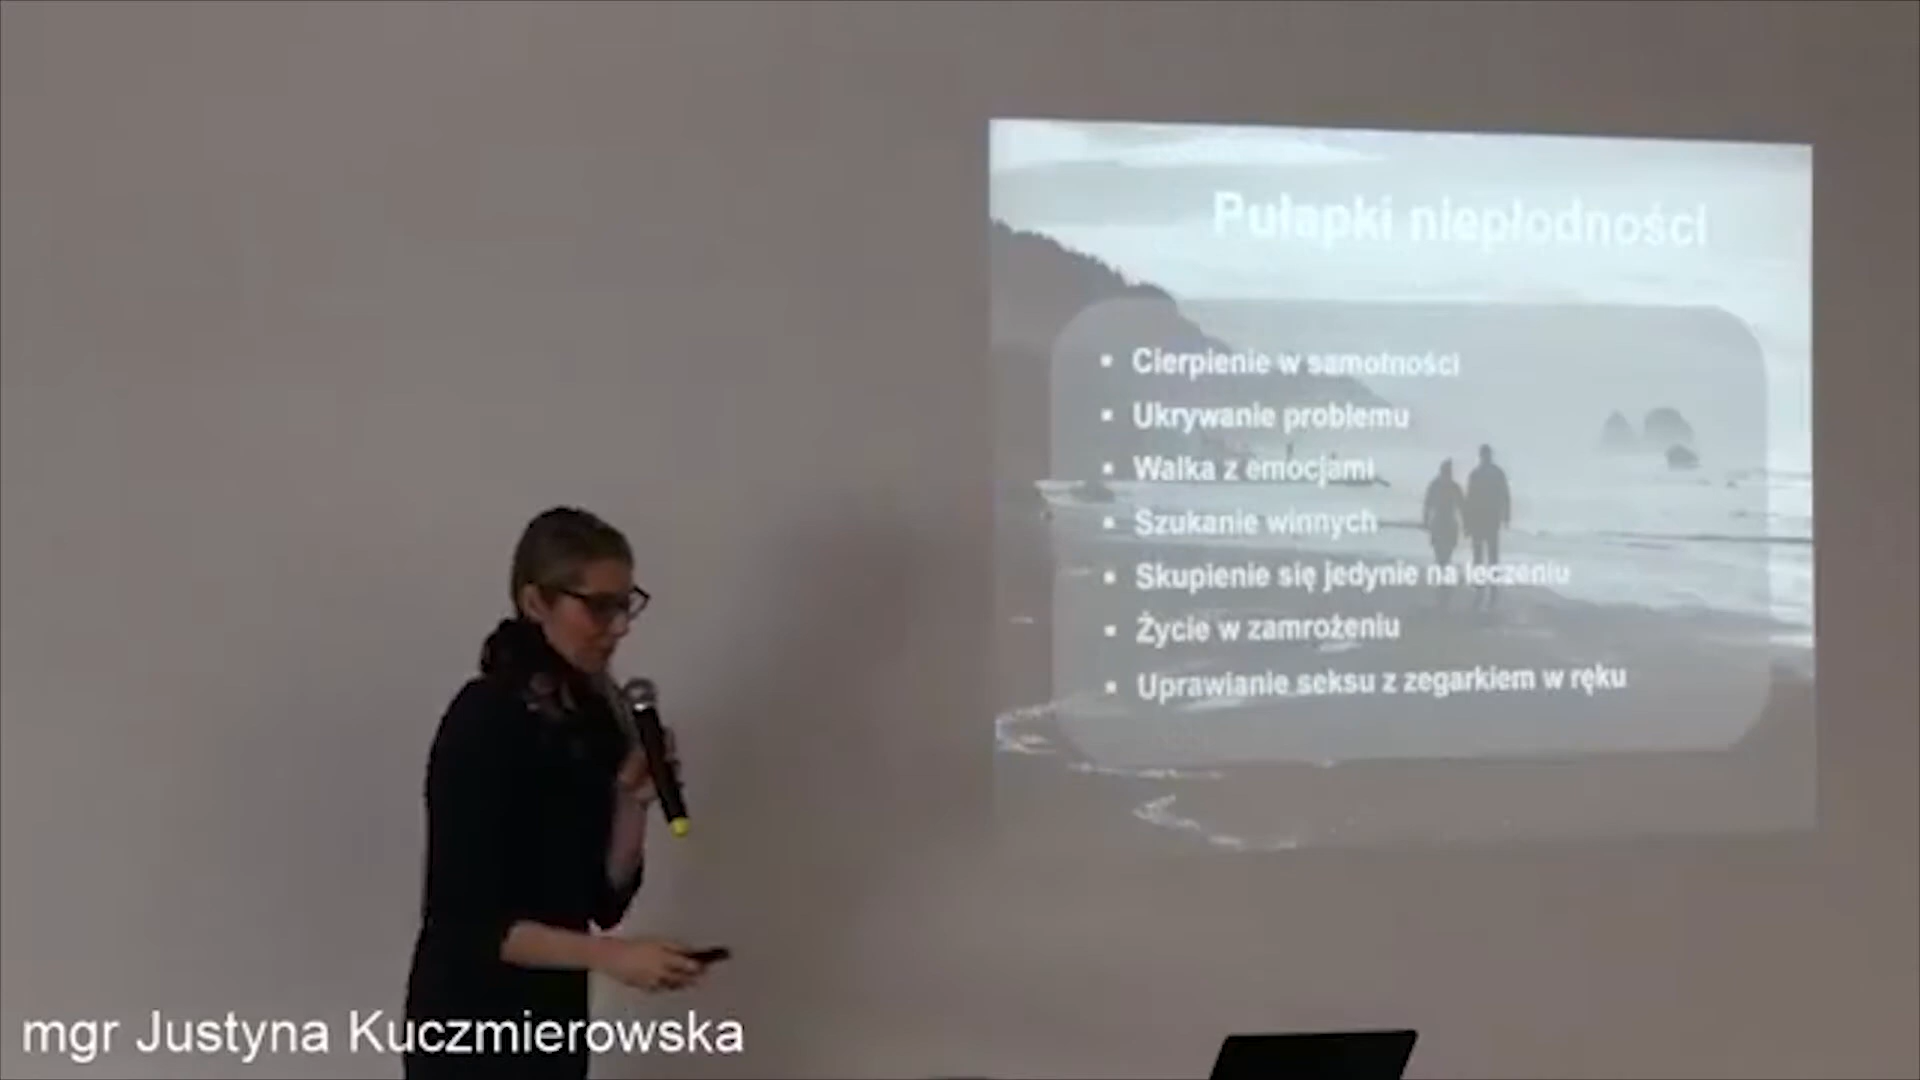 Pułapki niepłodności
▪ Cierpienie w samotności
▪ Ukrywanie problemu
▪ Walka z emocjami
▪ Szukanie winnych
▪ Skupienie się jedynie na leczeniu
▪ Życie w zamrożeniu
▪ Uprawianie seksu z zegarkiem w ręku
mgr Justyna Kuczmierowska